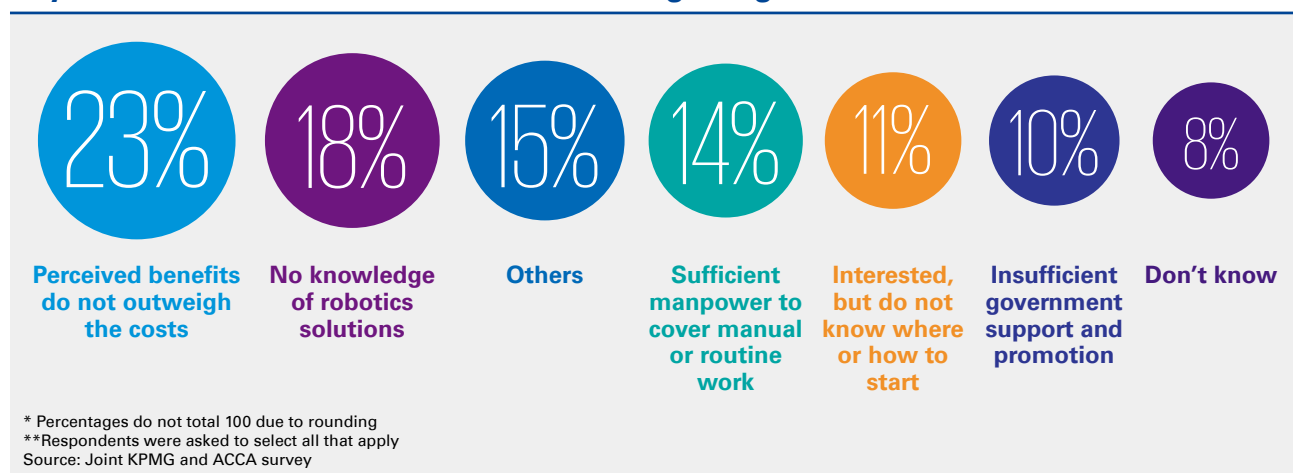 23%
18%
15%
14%
11%
10%
8%
Perceived benefits
do not outweigh
the costs
No knowledge
of robotics
solutions
Others
Sufficient
manpower to
cover manual
or routine
work
Interested,
but do not
know where
or how to
start
Insufficient
government
support and
promotion
Don’t know
* Percentages do not total 100 due to rounding
**Respondents were asked to select all that apply
Source: Joint KPMG and ACCA survey